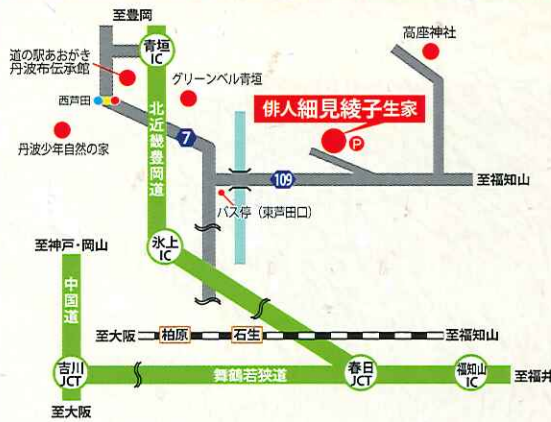 至豊岡
高座神社
道の駅あおがき
丹波布伝承館
青垣
IC
グリーンベル青垣
西芦田
俳人細見綾子生家
P
丹波少年自然の家
北近畿豊岡道
7
109
至福知山
バス停（東芦田口）
至神戸・岡山
氷上
IC
中国道
至大阪
柏原
石生
至福知山
吉川
JCT
舞鶴若狭道
春日
JCT
福知山
IC
至福井
至大阪